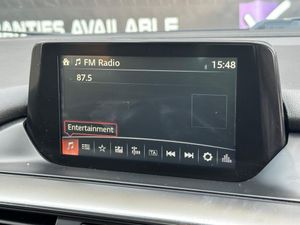 ANTIES AVAILABLE
FM Radio 15:48
87.5
Entertainment
TA